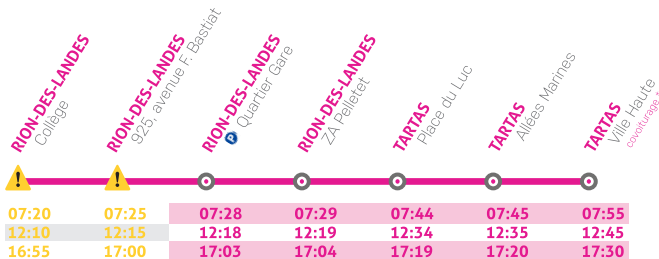 RION-DES-LANDES
Collège
RION-DES-LANDES
925, avenue F. Bastiat
RION-DES-LANDES
P Quartier Gare
RION-DES-LANDES
ZA Pelletet
TARTAS
Place du Luc
TARTAS
Allées Marines
TARTAS
Ville Haute
covoiturage *
! !
07:20 07:25 07:28 07:29 07:44 07:45 07:55
12:10 12:15 12:18 12:19 12:34 12:35 12:45
16:55 17:00 17:03 17:04 17:19 17:20 17:30